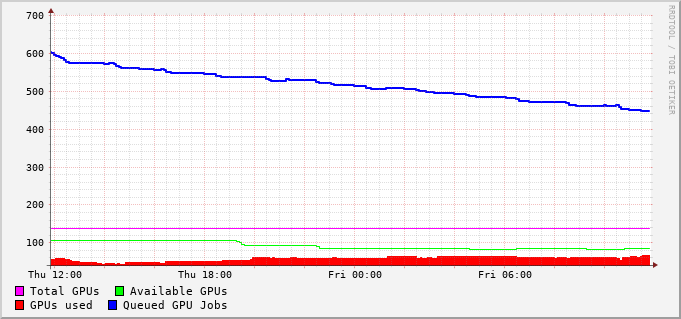 700
600
500
400
300
200
100
Thu 12:00 Thu 18:00 Fri 00:00 Fri 06:00
Total GPUs Available GPUs
GPUs used Queued GPU Jobs
RRDTOOL / TOBI OETIKER